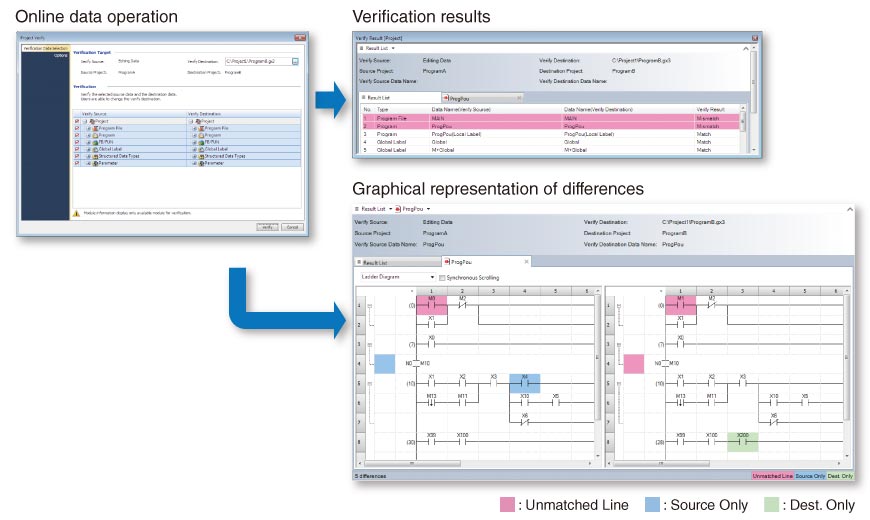 Online data operation
Project Verify
Verification Data Selection
Options
Verification Target
Verify Source: Editing Data Verify Destination: C:\Project1\ProgramB.gx3
Source Project: ProgramA Destination Project: ProgramB
Verification
Verify the selected source data and the destination data.
Users are able to change the verify destination.
Verify Source Verify Destination
Project Project
Program File Program File
Program Program
FB/FUN FB/FUN
Global Label Global Label
Structured Data Types Structured Data Types
Parameter Parameter
Module information display only available module for verification.
Verify Cancel
Verification results
Verify Result [Project]
Result List
Verify Source: Editing Data Verify Destination: C:\Project1\ProgramB.gx3
Source Project: ProgramA Destination Project: ProgramB
Verify Source Data Name: Verify Destination Data Name:
Result List ProgPou
No. Type Data Name(Verify Source) Data Name(Verify Destination) Verify Result
1 Program File MAIN MAIN Mismatch
2 Program ProgPou ProgPou Mismatch
3 Program ProgPou(Local Label) ProgPou(Local Label) Match
4 Global Label Global Global Match
5 Global Label M+Global M+Global Match
Graphical representation of differences
Result List ProgPou
Verify Source: Editing Data Verify Destination: C:\Project1\ProgramB.gx3
Source Project ProgramA Destination Project: ProgramB
Verify Source Data Name: ProgPou Verify Destination Data Name: ProgPou
Result List ProgPou
Ladder Diagram Synchronous Scrolling
1 2 3 4 5 6 1 2 3 4 5 6
1 (0) M0 M2 1 (0) M1 M2
2 X1 2 X1
3 (7) X0 3 (7) X0
4 N0 M10 4 N0 M10
5 (10) X1 X2 X3 X4 5 (10) X1 X2 X3
6 M13 M11 X10 X5 6 M13 M11 X10 X5
7 X6 7 X6
8 (30) X99 X100 8 (28) X99 X100 X200
5 differences Unmatched Line Source Only Dest. Only
: Unmatched Line : Source Only : Dest. Only